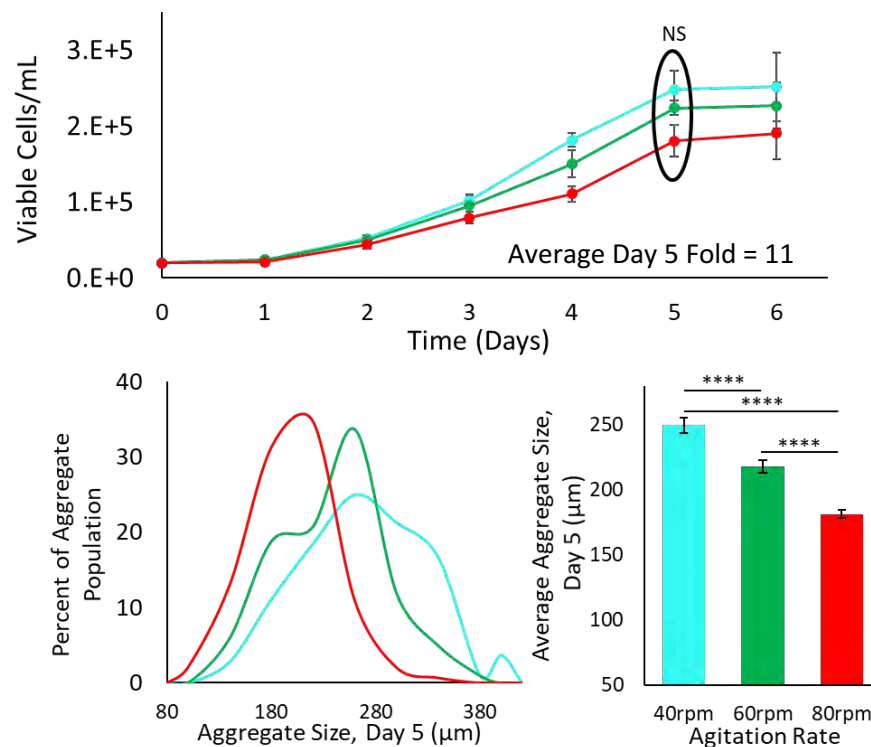 NS
3.E+5
2.E+5
1.E+5
0.E+0
Viable Cells/mL
Average Day 5 Fold = 11
0 1 2 3 4 5 6
Time (Days)
40
30
20
10
0
Percent of Aggregate
Population
80 180 280 380
Aggregate Size, Day 5 (µm)
****
****
****
250
200
150
100
50
Average Aggregate Size,
Day 5 (µm)
40rpm 60rpm 80rpm
Agitation Rate